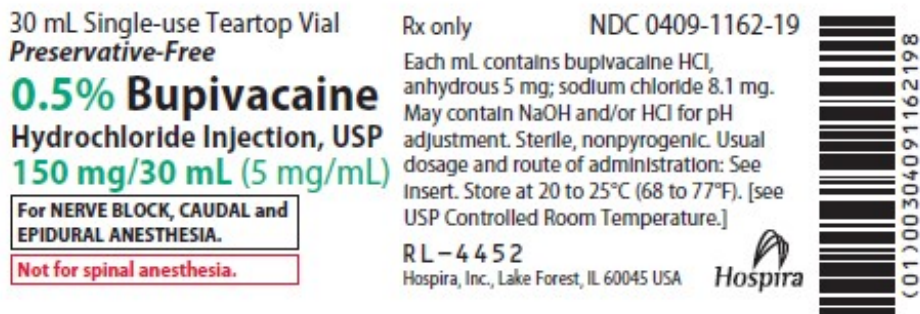 30 mL Single-use Teartop Vial
Preservative-Free
0.5% Bupivacaine
Hydrochloride Injection, USP
150 mg/30 mL (5 mg/mL)
For NERVE BLOCK, CAUDAL and
EPIDURAL ANESTHESIA.
Not for spinal anesthesia.
Rx only NDC 0409-1162-19
Each mL contains bupivacaine HCl,
anhydrous 5 mg; sodium chloride 8.1 mg.
May contain NaOH and/or HCl for pH
adjustment. Sterile, nonpyrogenic. Usual
dosage and route of administration: See
insert. Store at 20 to 25°C (68 to 77°F). [see
USP Controlled Room Temperature.]
RL-4452
Hospira, Inc., Lake Forest, IL 60045 USA
Hospira
(01)00304091162198